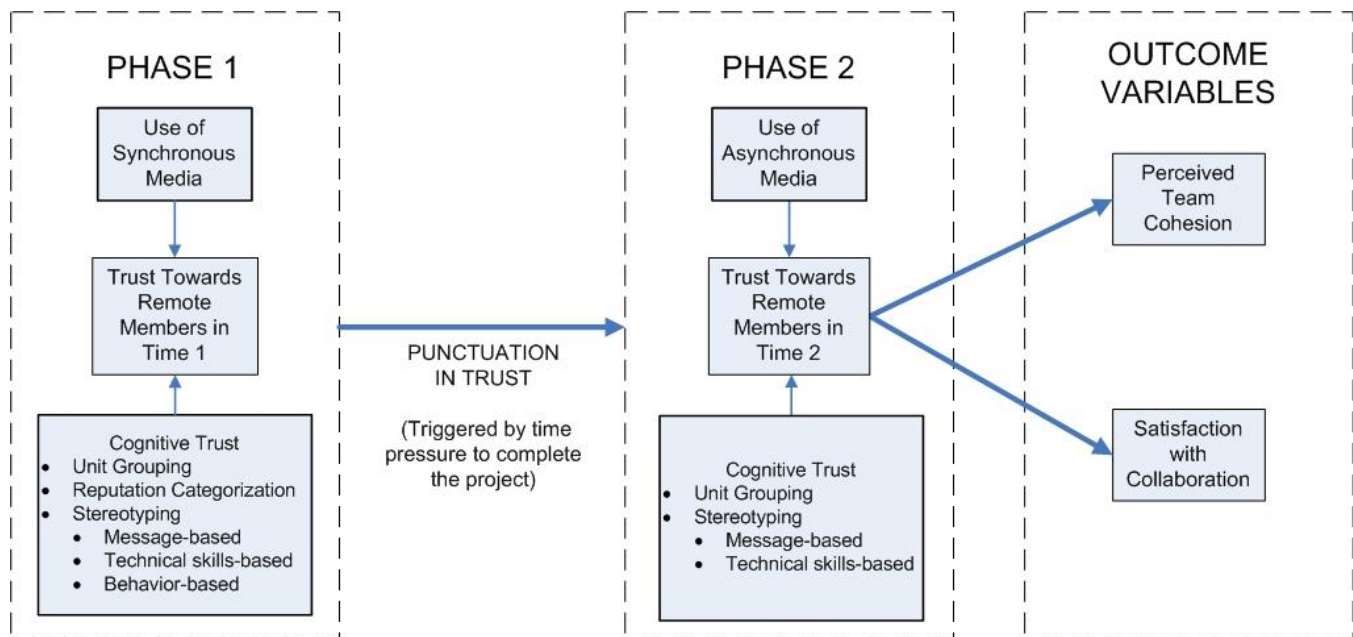 PHASE 1
Use of
Synchronous
Media
Trust Towards
Remote
Members in
Time 1
Cognitive Trust
• Unit Grouping
• Reputation Categorization
• Stereotyping
• Message-based
• Technical skills-based
• Behavior-based
PUNCTUATION
IN TRUST
(Triggered by time
pressure to complete
the project)
PHASE 2
Use of
Asynchronous
Media
Trust Towards
Remote
Members in
Time 2
Cognitive Trust
• Unit Grouping
• Stereotyping
• Message-based
• Technical skills-based
OUTCOME
VARIABLES
Perceived
Team
Cohesion
Satisfaction
with
Collaboration